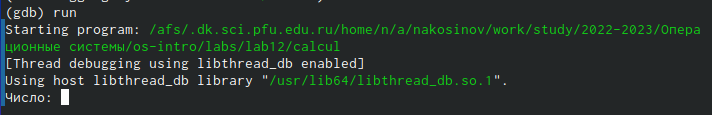 (gdb) run
Starting program: /afs/.dk.sci.pfu.edu.ru/home/n/a/nakosinov/work/study/2022-2023/Опера
ционные системы/os-intro/labs/lab12/calcul
[Thread debugging using libthread_db enabled]
Using host libthread_db library "/usr/lib64/libthread_db.so.1".
Число: